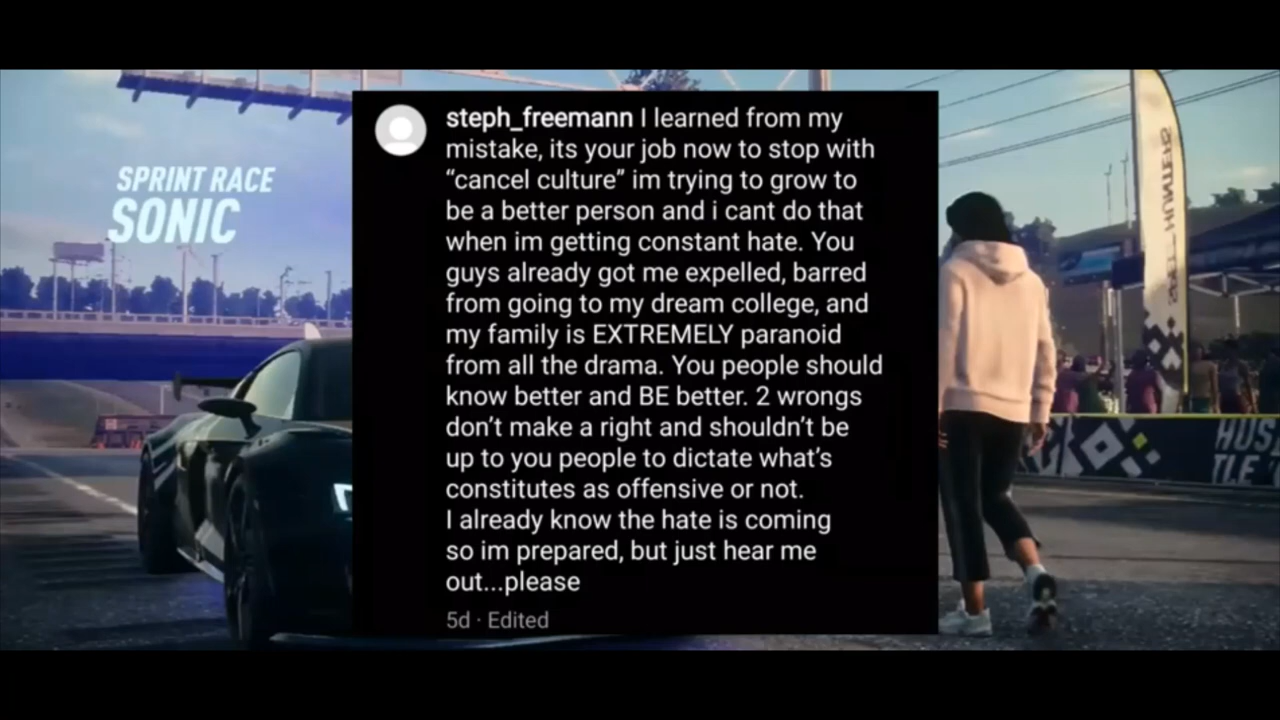 SPRINT RACE
SONIC
steph_freemann I learned from my
mistake, its your job now to stop with
“cancel culture” im trying to grow to
be a better person and i cant do that
when im getting constant hate. You
guys already got me expelled, barred
from going to my dream college, and
my family is EXTREMELY paranoid
from all the drama. You people should
know better and BE better. 2 wrongs
don’t make a right and shouldn’t be
up to you people to dictate what’s
constitutes as offensive or not.
I already know the hate is coming
so im prepared, but just hear me
out...please
5d · Edited
HUNTERS
HUS
TLE